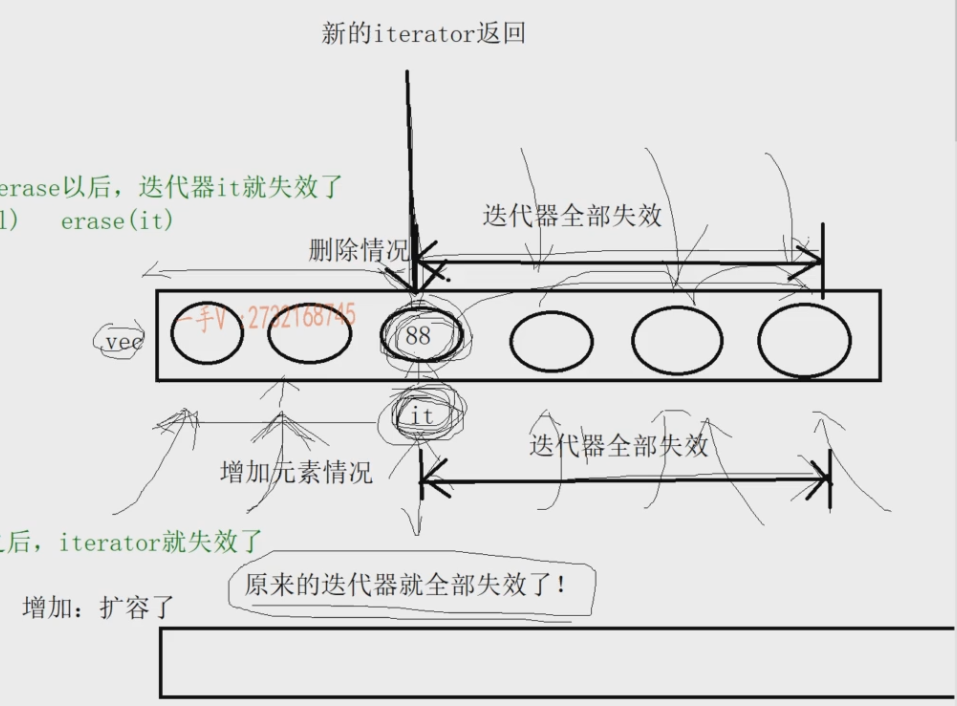 新的iterator返回
erase以后，迭代器it就失效了
l) erase(it)
迭代器全部失效
删除情况
一手V:2732168745
vec
88
it
迭代器全部失效
增加元素情况
之后，iterator就失效了
原来的迭代器就全部失效了!
增加：扩容了